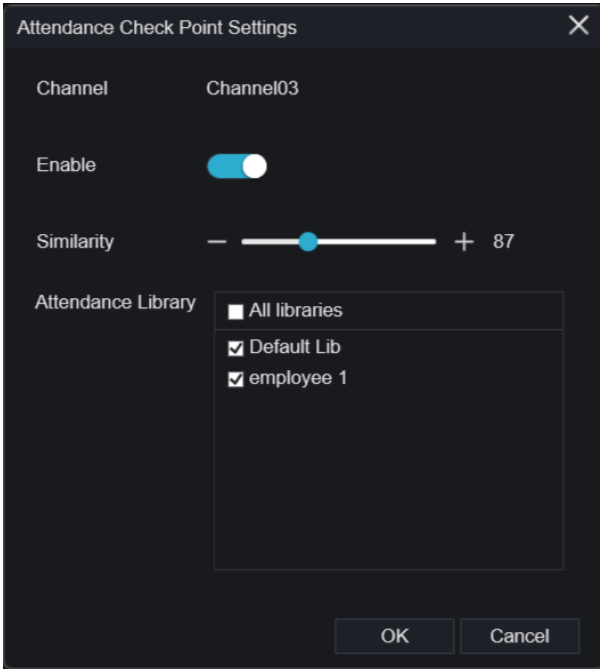 Attendance Check Point Settings
Channel Channel03
Enable
Similarity 87
Attendance Library
All libraries
Default Lib
employee 1
OK Cancel